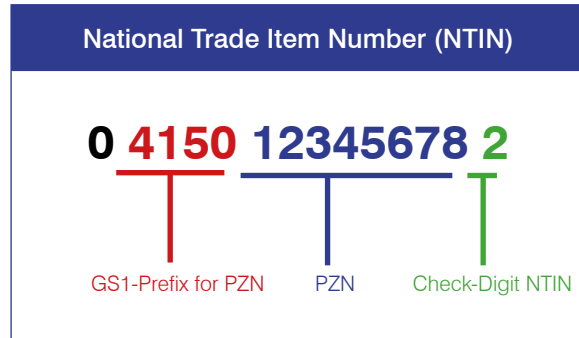 National Trade Item Number (NTIN)
0 4150 12345678 2
GS1-Prefix for PZN PZN Check-Digit NTIN